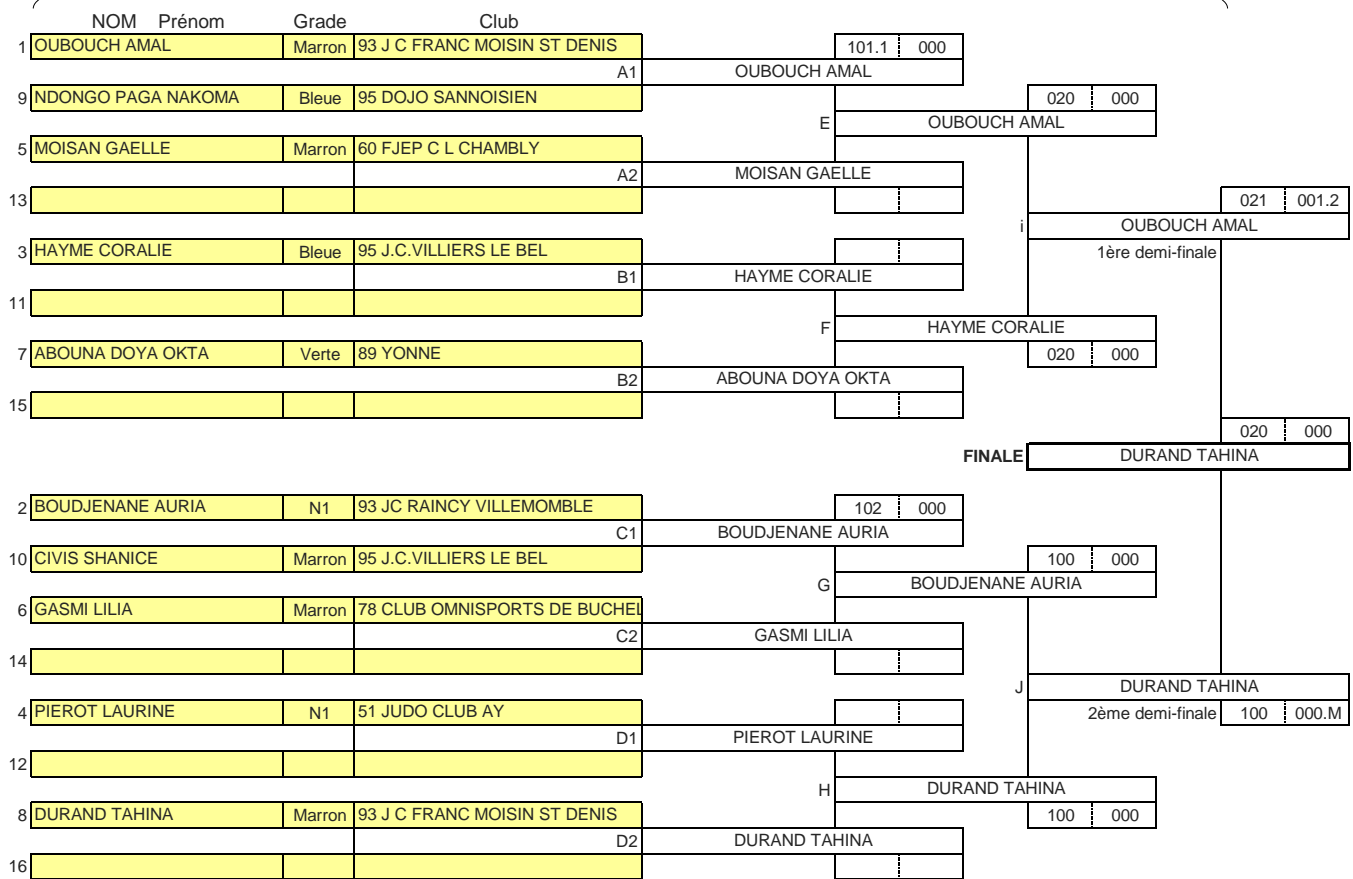 NOM Prénom Grade Club
1 OUBOUCH AMAL Marron 93 J C FRANC MOISIN ST DENIS 101.1 000
A1 OUBOUCH AMAL
9 NDONGO PAGA NAKOMA Bleue 95 DOJO SANNOISIEN 020 000
E OUBOUCH AMAL
5 MOISAN GAELLE Marron 60 FJEP C L CHAMBLY
A2 MOISAN GAELLE
13 021 001.2
i OUBOUCH AMAL
3 HAYME CORALIE Bleue 95 J.C.VILLIERS LE BEL 1ère demi-finale
B1 HAYME CORALIE
11
F HAYME CORALIE
7 ABOUNA DOYA OKTA Verte 89 YONNE 020 000
B2 ABOUNA DOYA OKTA
15
020 000
FINALE DURAND TAHINA
2 BOUDJENANE AURIA N1 93 JC RAINCY VILLEMOMBLE 102 000
C1 BOUDJENANE AURIA
10 CIVIS SHANICE Marron 95 J.C.VILLIERS LE BEL 100 000
G BOUDJENANE AURIA
6 GASMI LILIA Marron 78 CLUB OMNISPORTS DE BUCHEL
C2 GASMI LILIA
14
J DURAND TAHINA
4 PIEROT LAURINE N1 51 JUDO CLUB AY 2ème demi-finale 100 000.M
D1 PIEROT LAURINE
12
H DURAND TAHINA
8 DURAND TAHINA Marron 93 J C FRANC MOISIN ST DENIS 100 000
D2 DURAND TAHINA
16